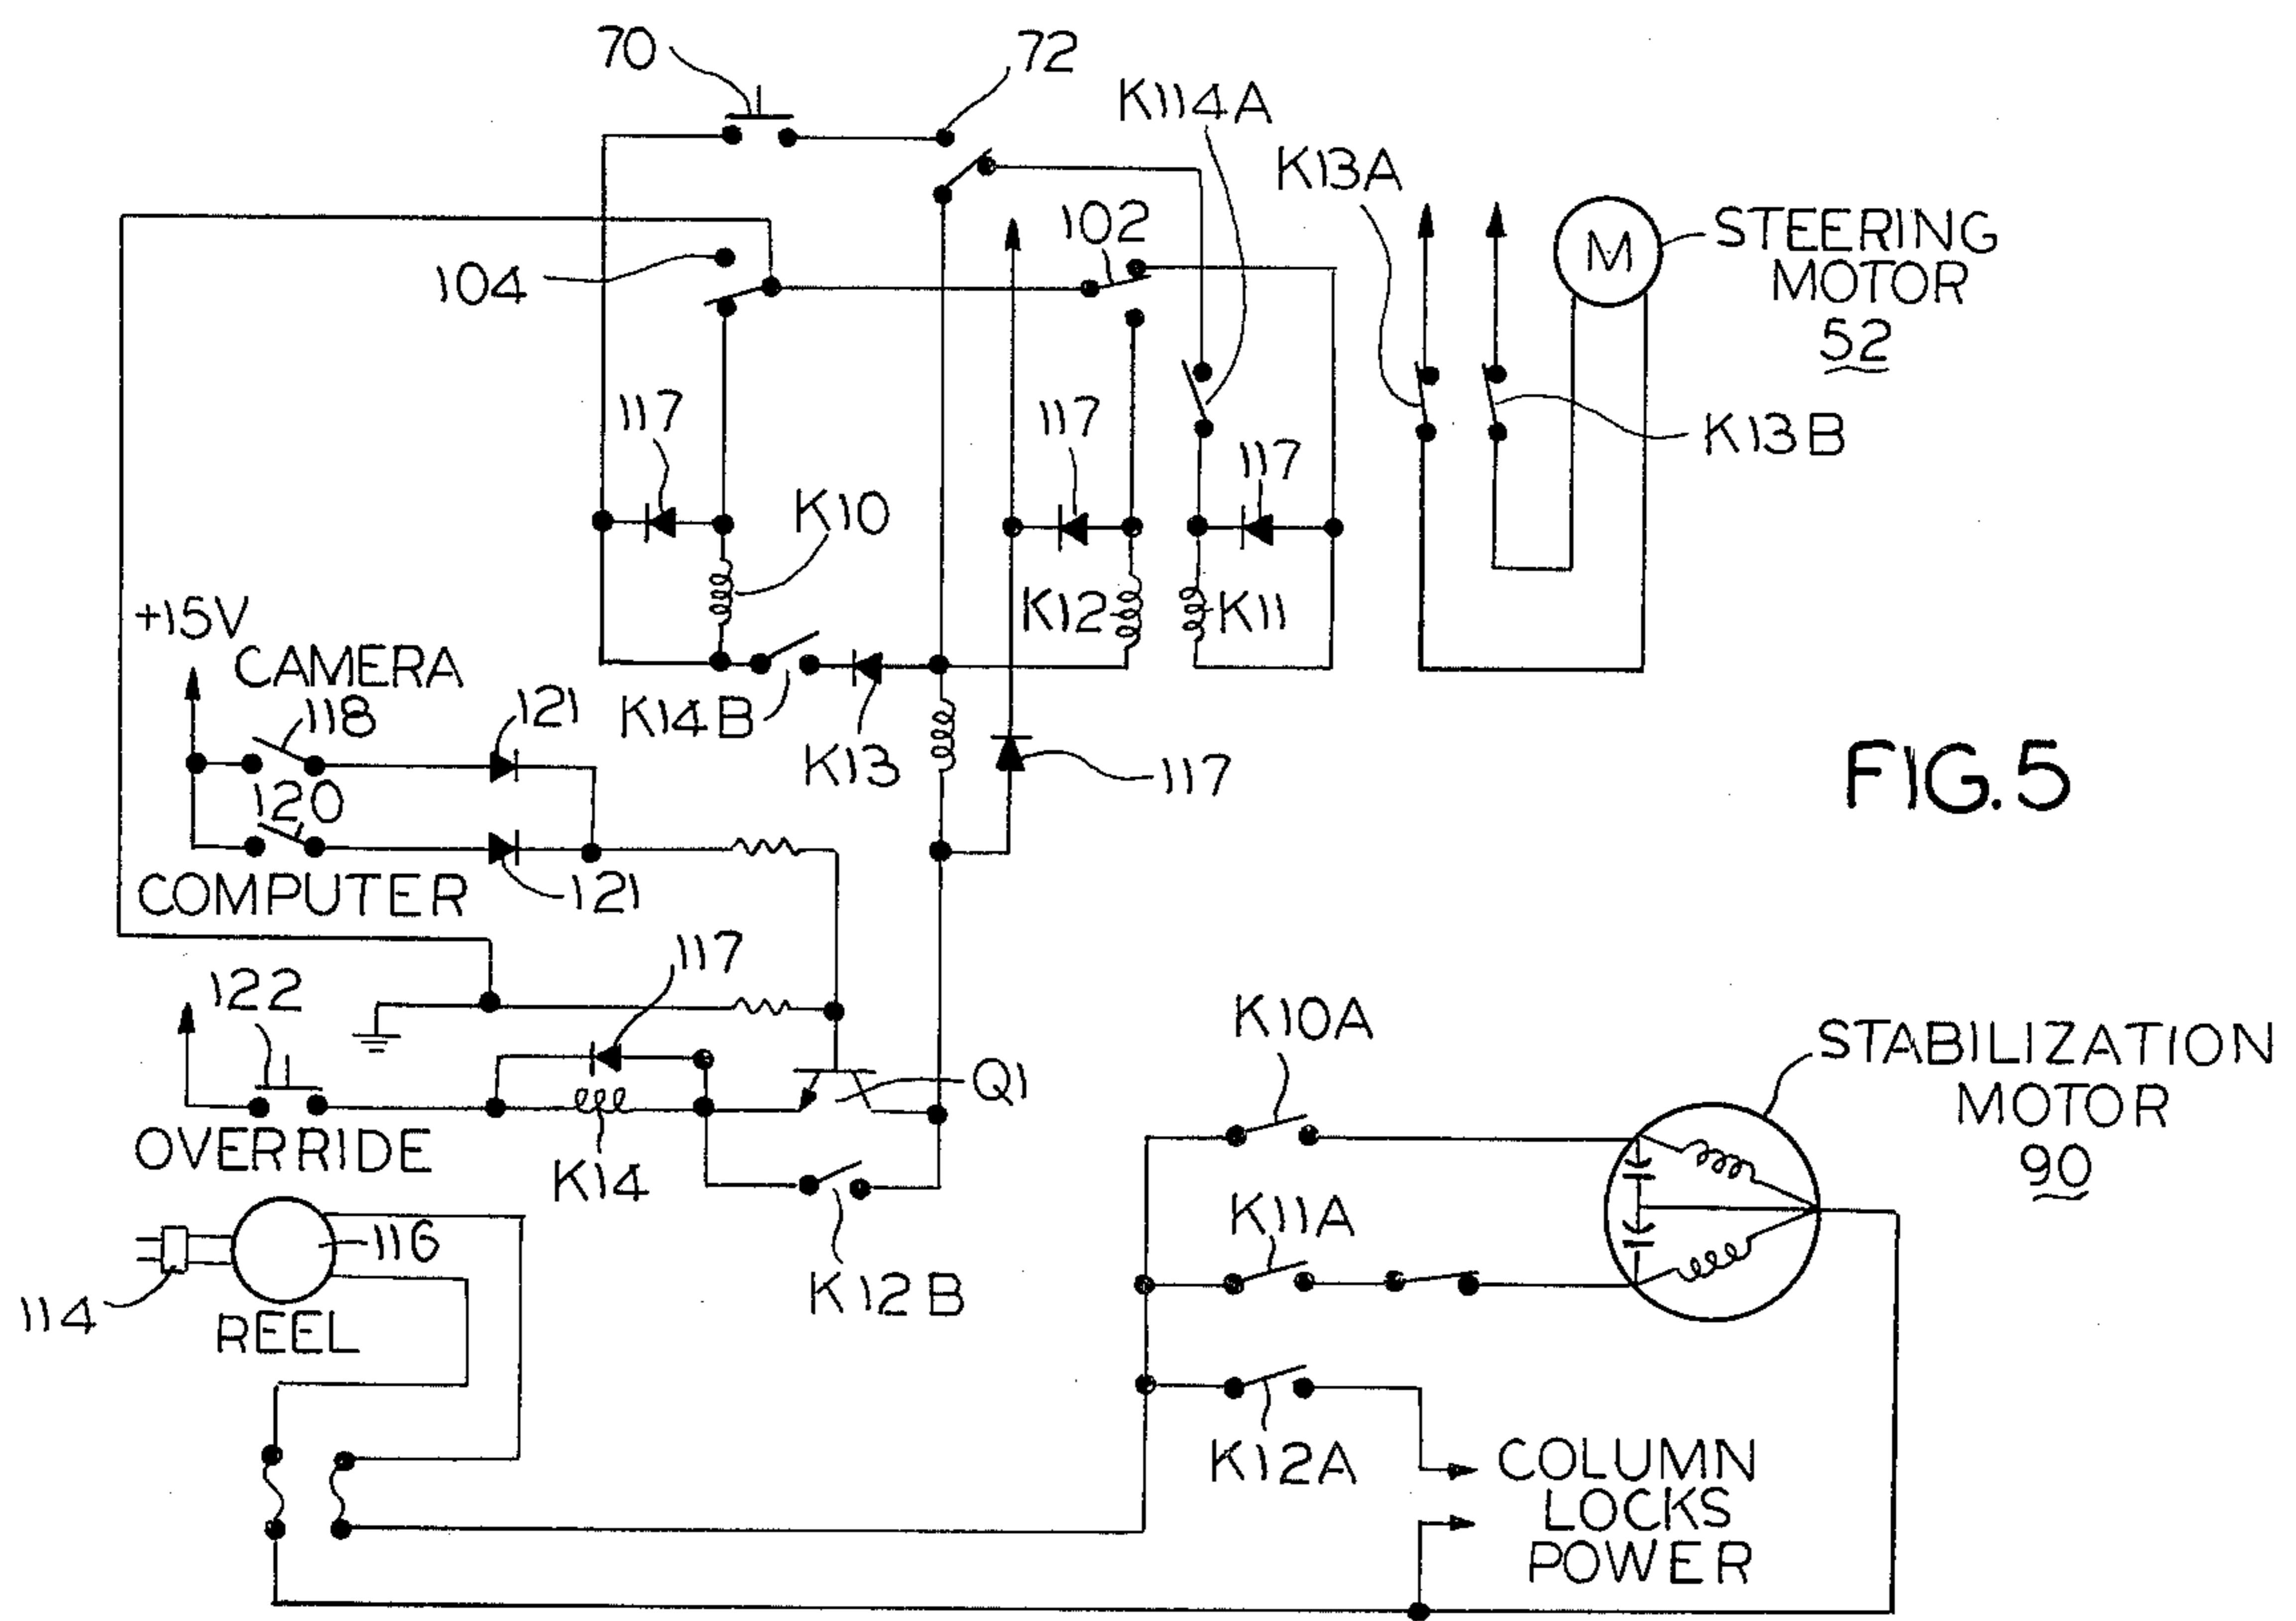 70
72
K114A
K13A
102
M
STEERING
MOTOR
52
104
117
117
117
K13B
K10
+15V
K12
K11
CAMERA
118
121
K14B
K13
117
FIG.5
120
COMPUTER
121
122
117
K10A
STABILIZATION
MOTOR
90
Q1
OVERRIDE
K14
K11A
116
K12B
114
REEL
K12A
COLUMN
LOCKS
POWER